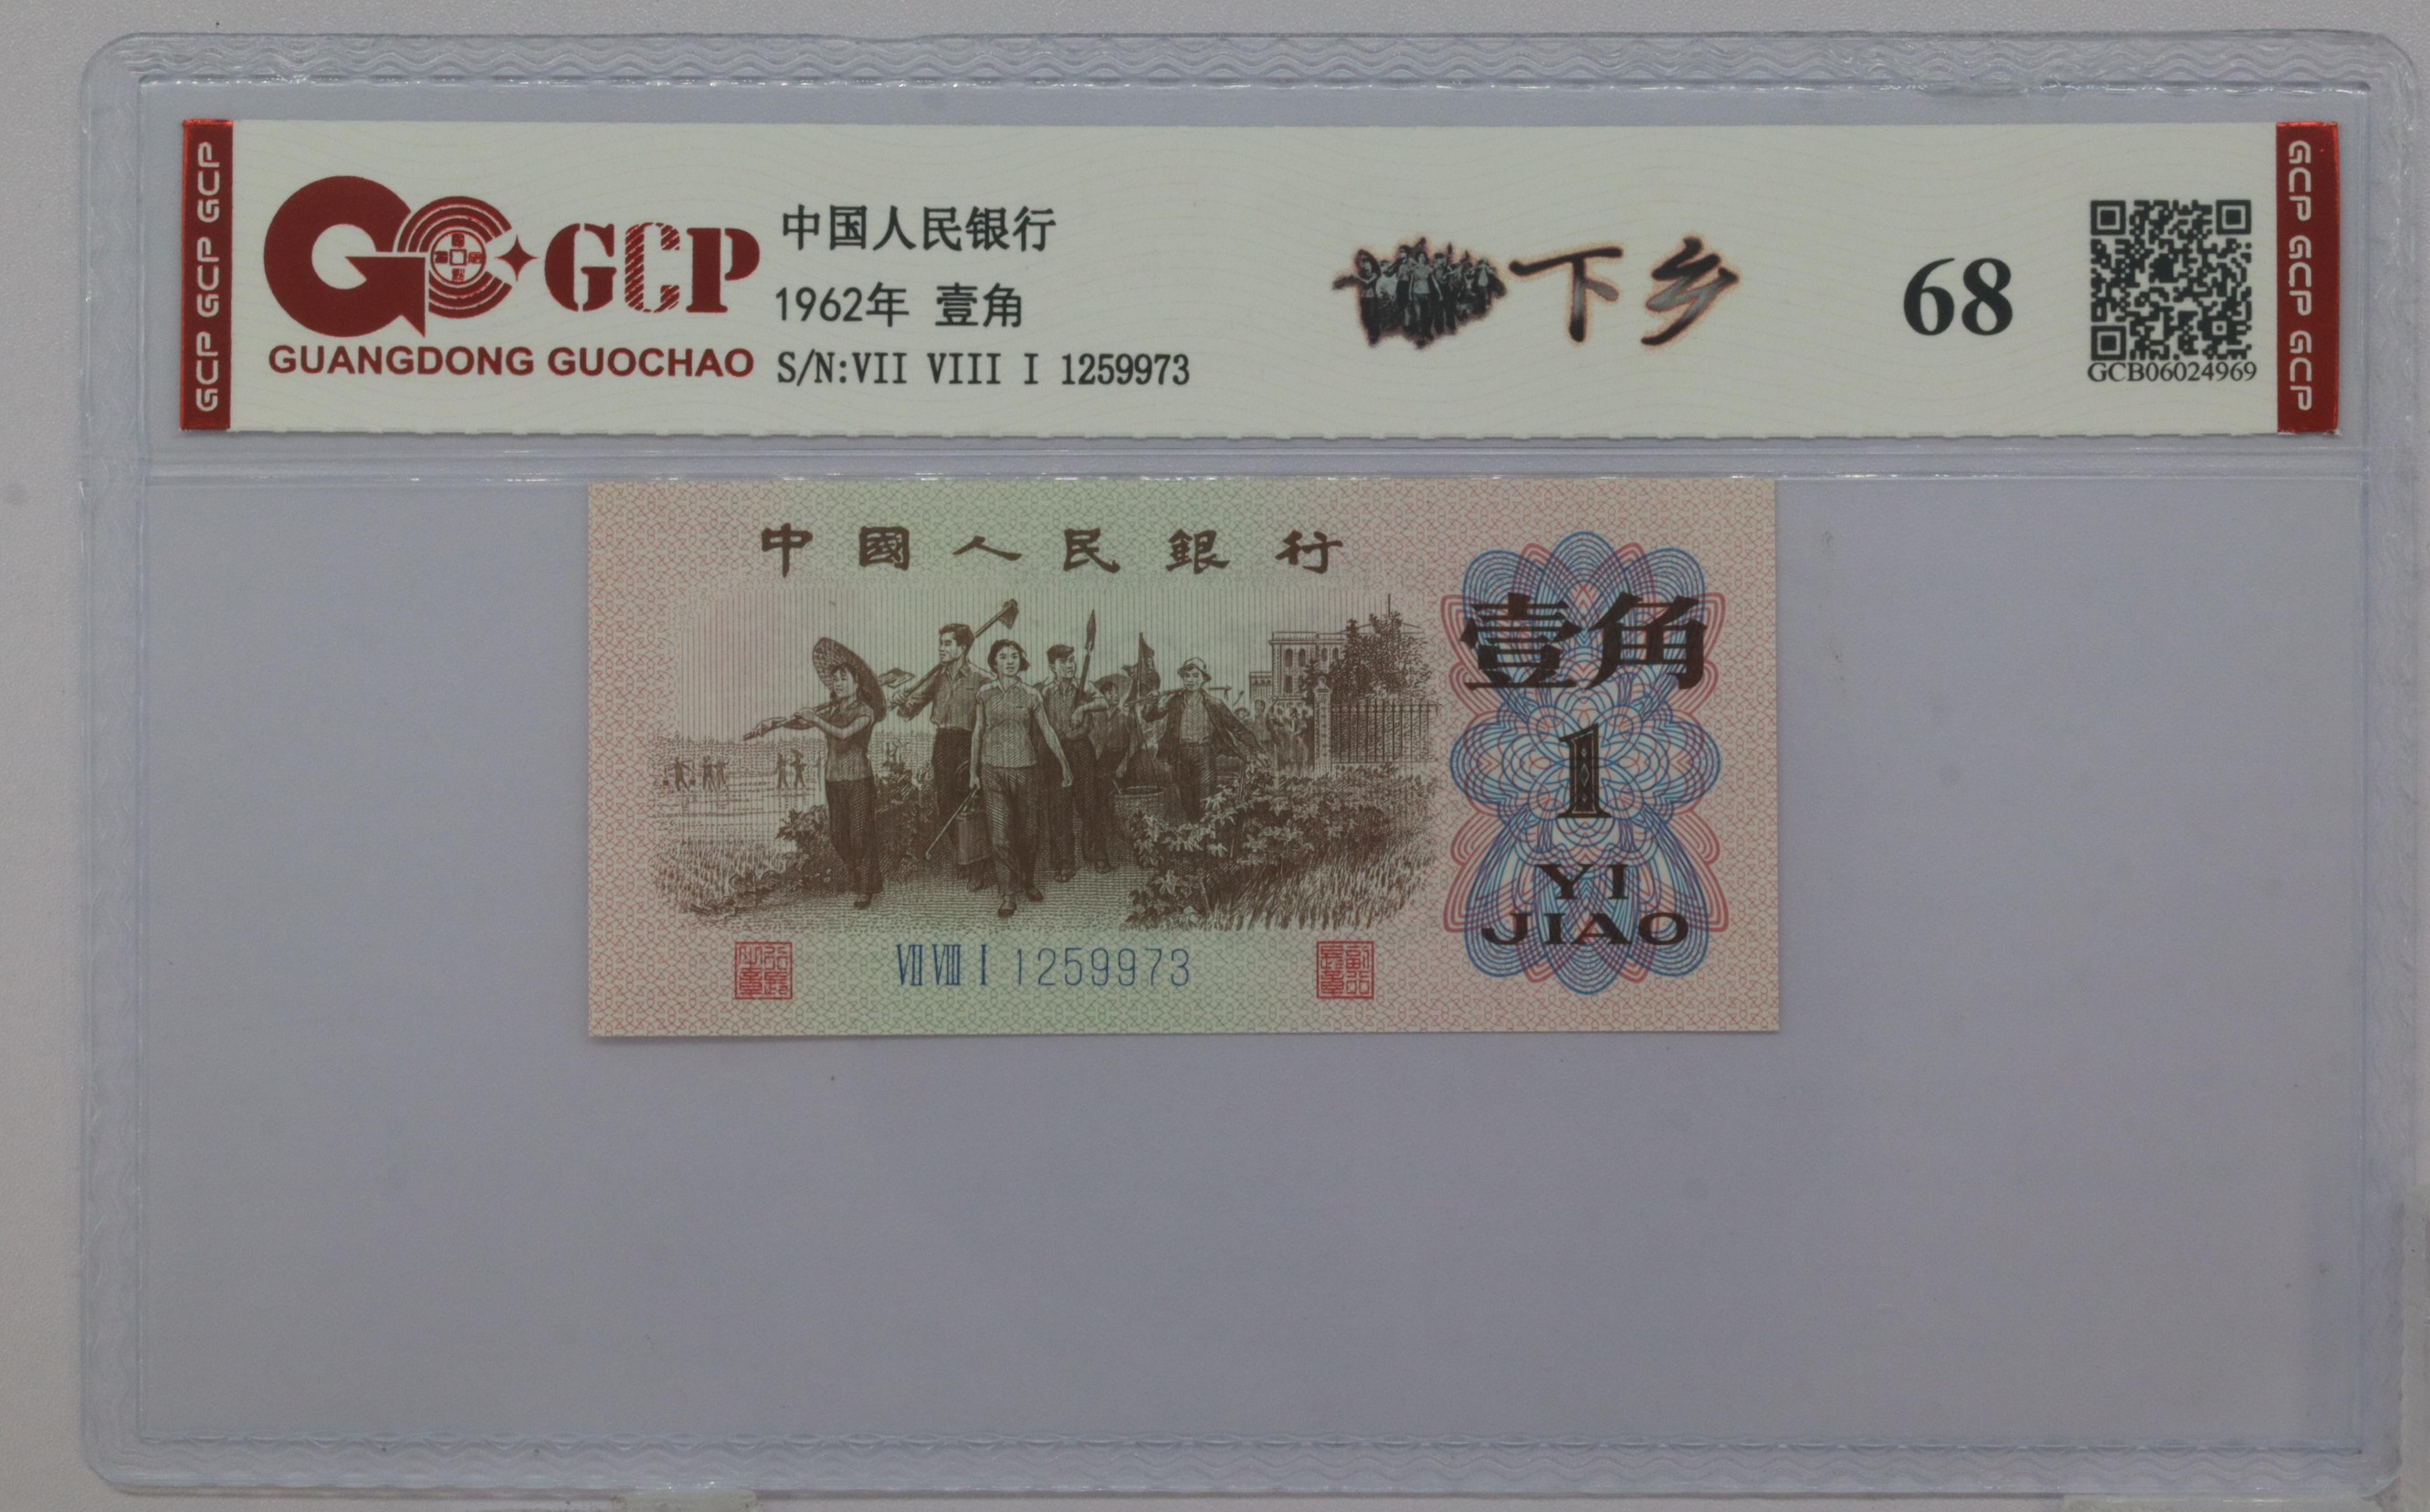 GCP GCP GCP
GCP
GUANGDONG GUOCHAO
中国人民银行
1962年 壹角
S/N:VII VIII I 1259973
下乡
68
GCB06024969
GCP GCP GCP
中國人民銀行
壹角
1
YI
JIAO
VII VIII I 1259973